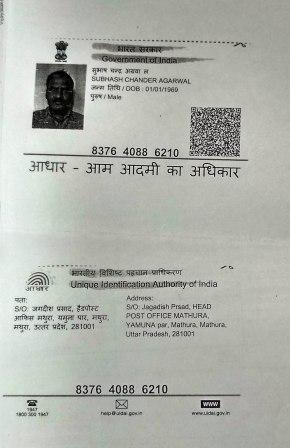 भारत सरकार
Government of India
सुभाष चन्द्र अग्रवाल
SUBHASH CHANDER AGARWAL
जन्म तिथि / DOB : 01/01/1969
पुरुष / Male
8376 4088 6210
आधार - आम आदमी का अधिकार
भारतीय विशिष्ट पहचान प्राधिकरण
Unique Identification Authority of India
आधार
पता:
S/O: जगदीश प्रसाद, हैडपोस्ट
आफिस मथुरा, यमुना पार, मथुरा,
मथुरा, उत्तर प्रदेश, 281001
Address:
S/O: Jagadish Prsad, HEAD
POST OFFICE MATHURA,
YAMUNA par, Mathura, Mathura,
Uttar Pradesh, 281001
8376 4088 6210
1947
1800 300 1947
help@uidai.gov.in
www
www.uidai.gov.in